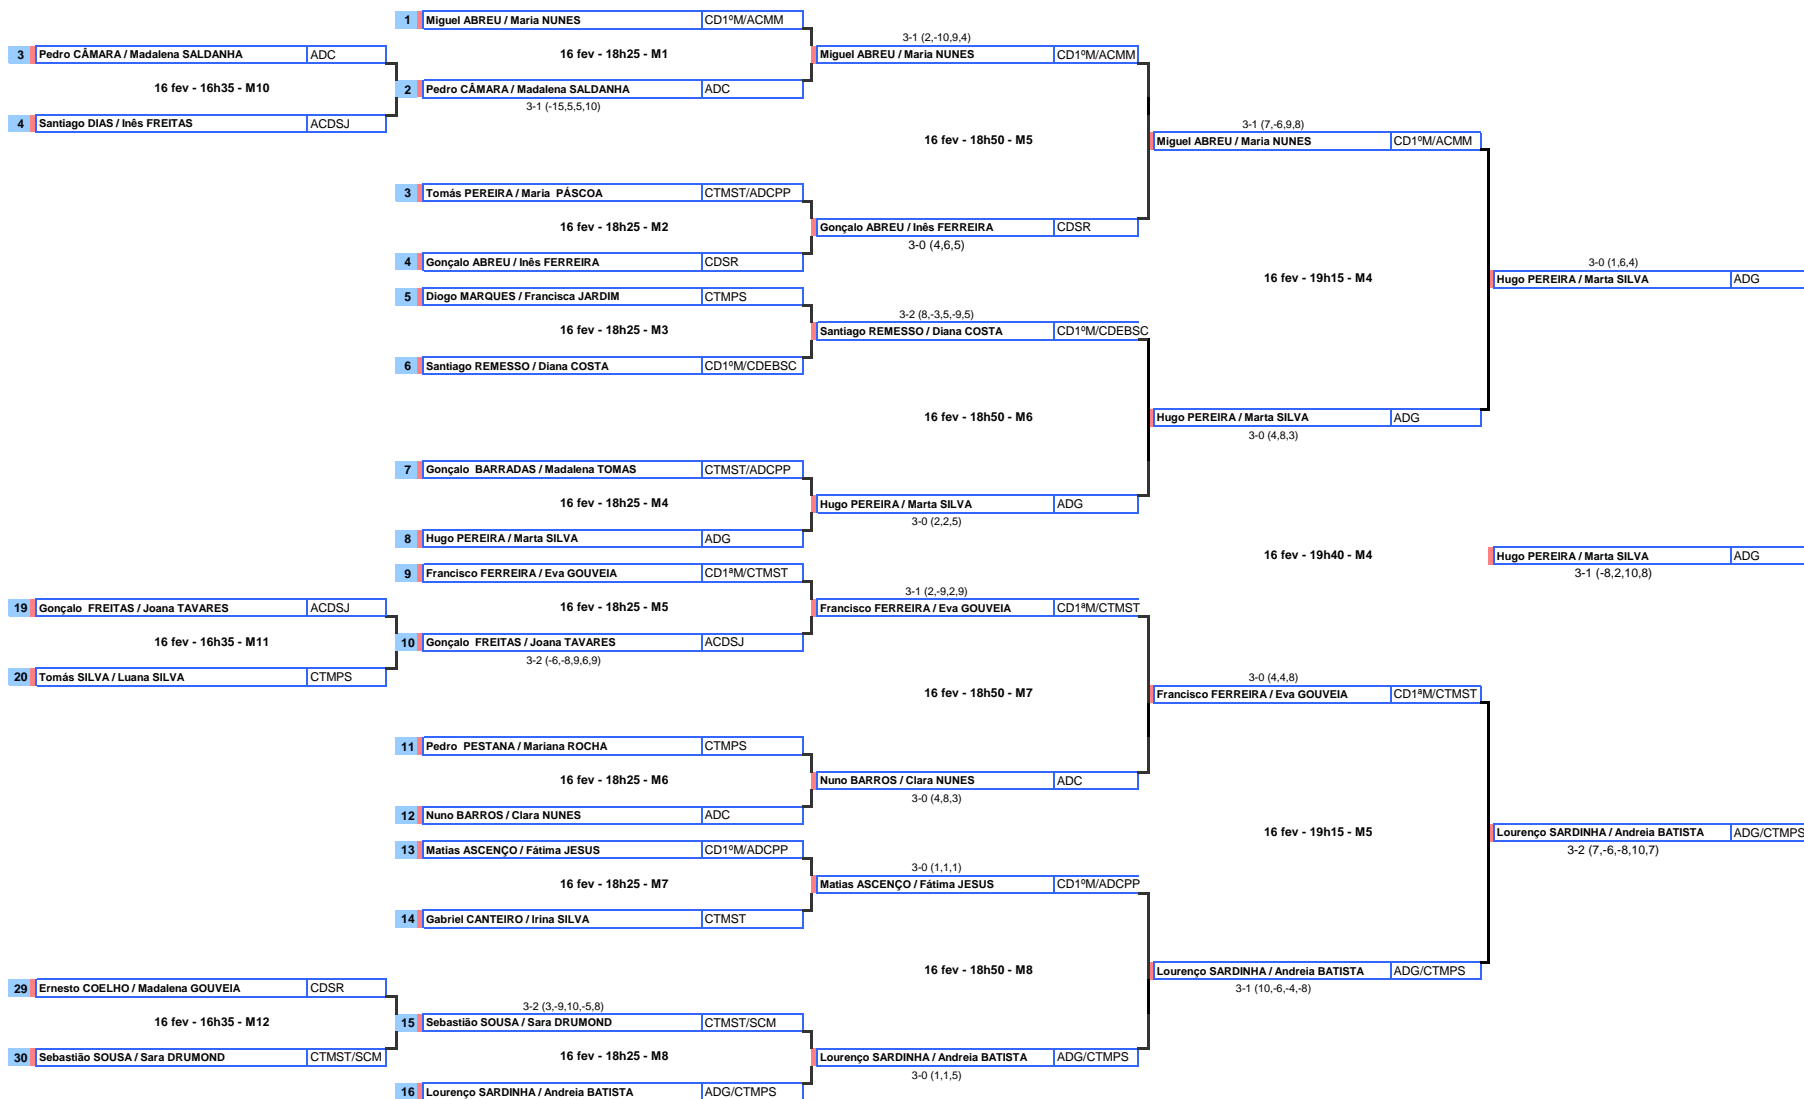 1 Miguel ABREU / Maria NUNES CD1ºM/ACMM
3-1 (2,-10,9,4)
3 Pedro CÂMARA / Madalena SALDANHA ADC
16 fev - 18h25 - M1
Miguel ABREU / Maria NUNES CD1ºM/ACMM
16 fev - 16h35 - M10
2 Pedro CÂMARA / Madalena SALDANHA ADC
3-1 (-15,5,5,10)
4 Santiago DIAS / Inês FREITAS ACDSJ
3-1 (7,-6,9,8)
16 fev - 18h50 - M5
Miguel ABREU / Maria NUNES CD1ºM/ACMM
3 Tomás PEREIRA / Maria  PÁSCOA CTMST/ADCPP
16 fev - 18h25 - M2
Gonçalo ABREU / Inês FERREIRA CDSR
3-0 (4,6,5)
4 Gonçalo ABREU / Inês FERREIRA CDSR
3-0 (1,6,4)
16 fev - 19h15 - M4
Hugo PEREIRA / Marta SILVA ADG
5 Diogo MARQUES / Francisca JARDIM CTMPS
3-2 (8,-3,5,-9,5)
16 fev - 18h25 - M3
Santiago REMESSO / Diana COSTA CD1ºM/CDEBSC
6 Santiago REMESSO / Diana COSTA CD1ºM/CDEBSC
16 fev - 18h50 - M6
Hugo PEREIRA / Marta SILVA ADG
3-0 (4,8,3)
7 Gonçalo  BARRADAS / Madalena TOMAS CTMST/ADCPP
16 fev - 18h25 - M4
Hugo PEREIRA / Marta SILVA ADG
3-0 (2,2,5)
8 Hugo PEREIRA / Marta SILVA ADG
16 fev - 19h40 - M4
Hugo PEREIRA / Marta SILVA ADG
3-1 (-8,2,10,8)
9 Francisco FERREIRA / Eva GOUVEIA CD1ªM/CTMST
3-1 (2,-9,2,9)
19 Gonçalo  FREITAS / Joana TAVARES ACDSJ
16 fev - 18h25 - M5
Francisco FERREIRA / Eva GOUVEIA CD1ªM/CTMST
16 fev - 16h35 - M11
10 Gonçalo  FREITAS / Joana TAVARES ACDSJ
3-2 (-6,-8,9,6,9)
20 Tomás SILVA / Luana SILVA CTMPS
3-0 (4,4,8)
16 fev - 18h50 - M7
Francisco FERREIRA / Eva GOUVEIA CD1ªM/CTMST
11 Pedro  PESTANA / Mariana ROCHA CTMPS
16 fev - 18h25 - M6
Nuno BARROS / Clara NUNES ADC
3-0 (4,8,3)
12 Nuno BARROS / Clara NUNES ADC
16 fev - 19h15 - M5
Lourenço SARDINHA / Andreia BATISTA ADG/CTMPS
3-2 (7,-6,-8,10,7)
13 Matias ASCENÇO / Fátima JESUS CD1ºM/ADCPP
3-0 (1,1,1)
16 fev - 18h25 - M7
Matias ASCENÇO / Fátima JESUS CD1ºM/ADCPP
14 Gabriel CANTEIRO / Irina SILVA CTMST
16 fev - 18h50 - M8
Lourenço SARDINHA / Andreia BATISTA ADG/CTMPS
3-1 (10,-6,-4,-8)
29 Ernesto COELHO / Madalena GOUVEIA CDSR
3-2 (3,-9,10,-5,8)
16 fev - 16h35 - M12
15 Sebastião SOUSA / Sara DRUMOND CTMST/SCM
30 Sebastião SOUSA / Sara DRUMOND CTMST/SCM
16 fev - 18h25 - M8
Lourenço SARDINHA / Andreia BATISTA ADG/CTMPS
3-0 (1,1,5)
16 Lourenço SARDINHA / Andreia BATISTA ADG/CTMPS